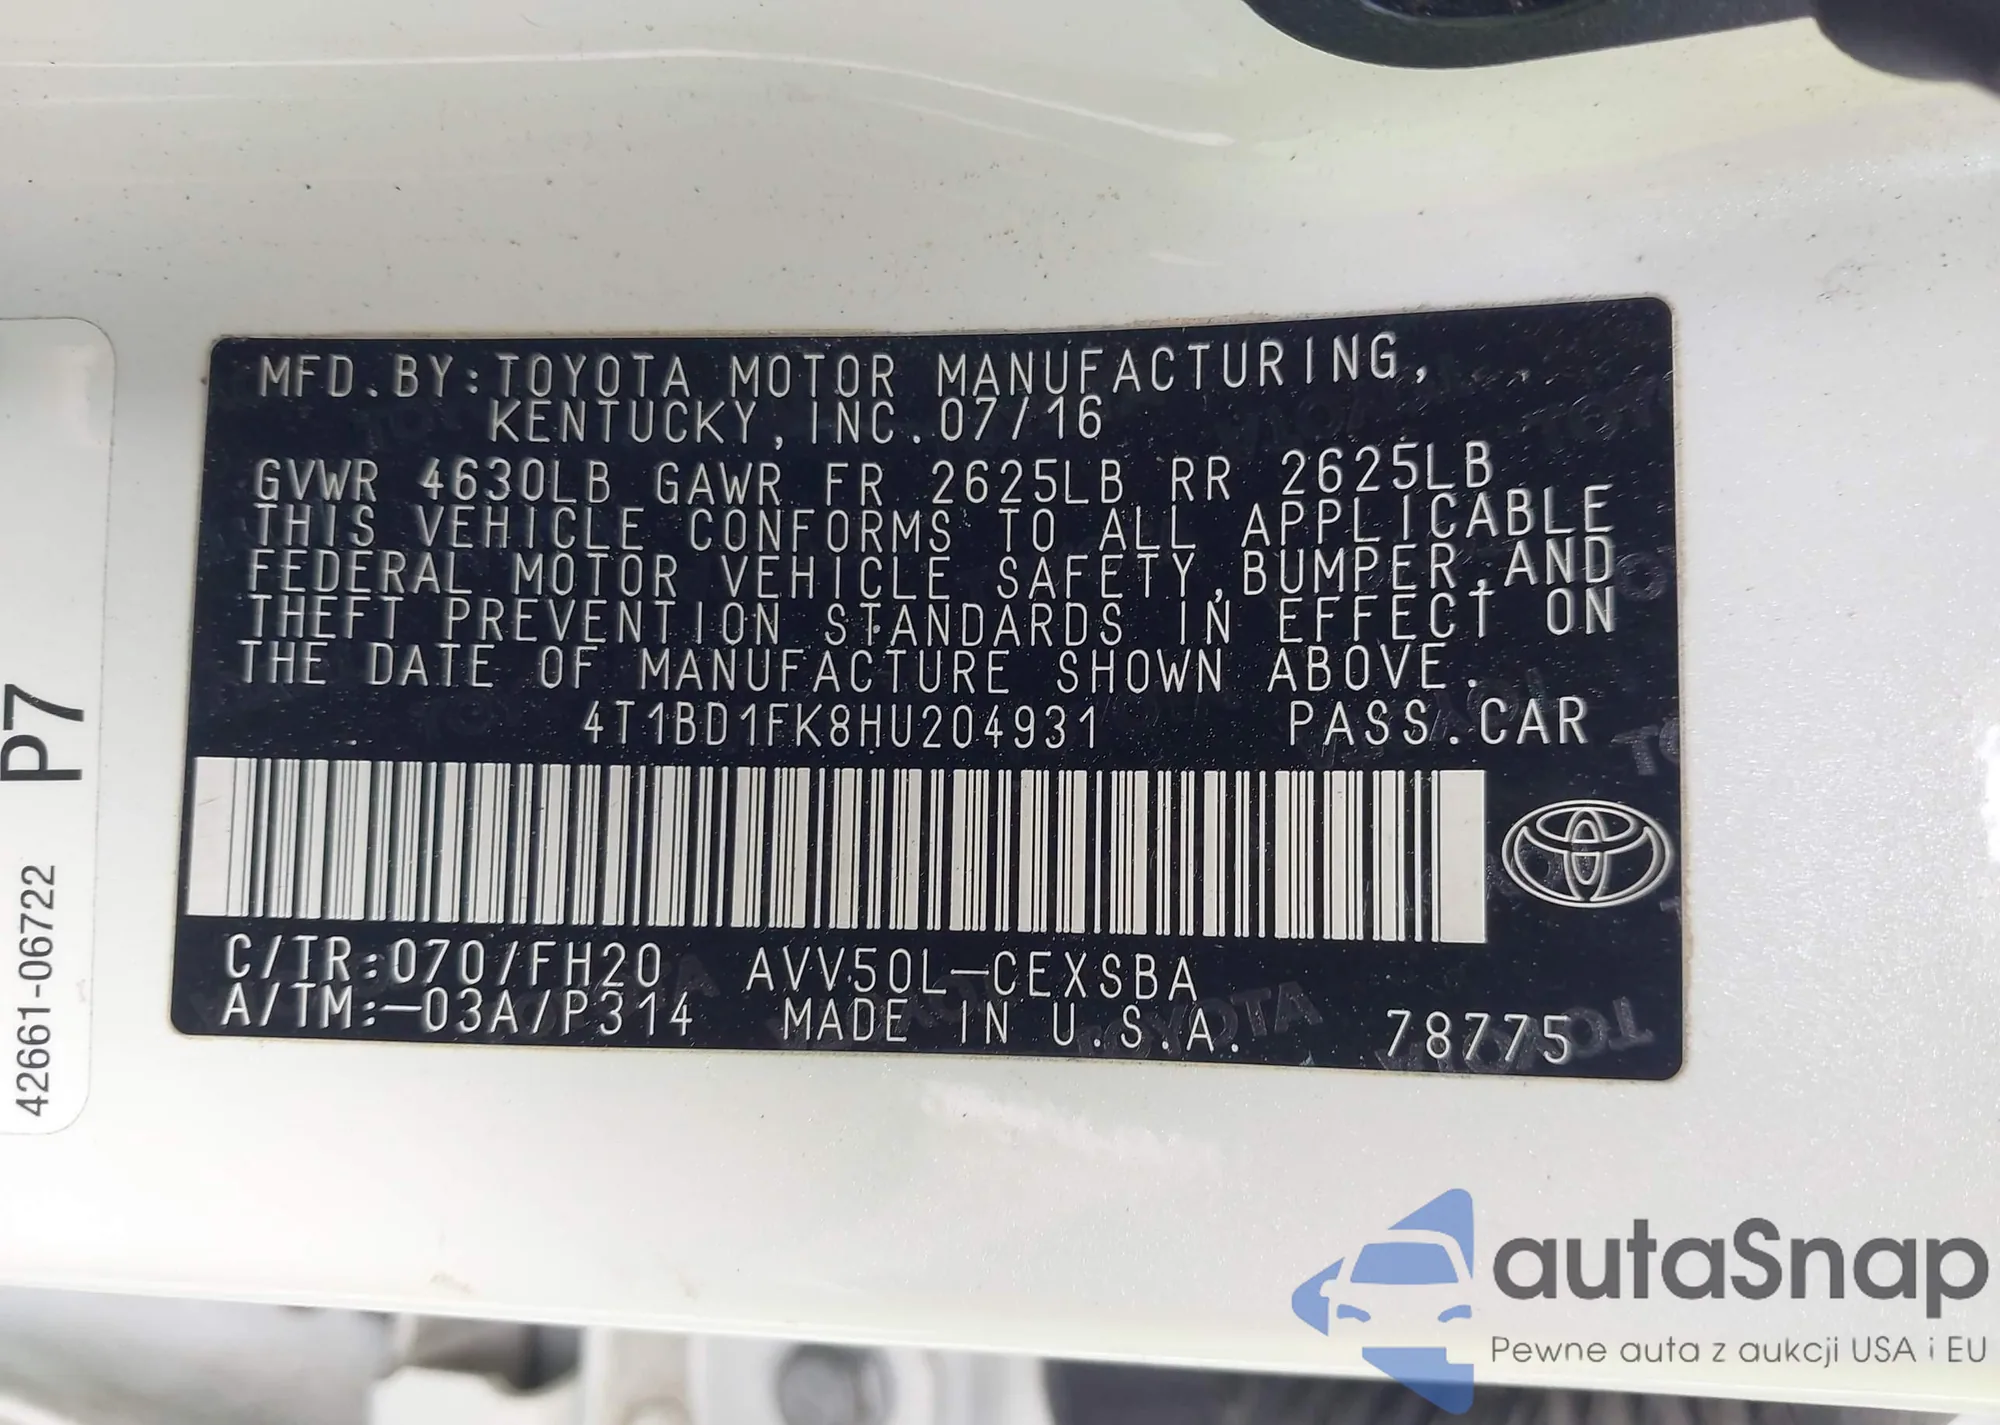 MFD.BY:TOYOTA MOTOR MANUFACTURING,
KENTUCKY,INC.07/16
GVWR 4630LB GAWR FR 2625LB RR 2625LB
THIS VEHICLE CONFORMS TO ALL APPLICABLE
FEDERAL MOTOR VEHICLE SAFETY,BUMPER,AND
THEFT PREVENTION STANDARDS IN EFFECT ON
THE DATE OF MANUFACTURE SHOWN ABOVE.
4T1BD1FK8HU204931 PASS.CAR
C/TR:070/FH20 AVV50L-CEXSBA
A/TM:-03A/P314 MADE IN U.S.A. 78775
P7
42661-06722
autaSnap
Pewne auta z aukcji USA i EU